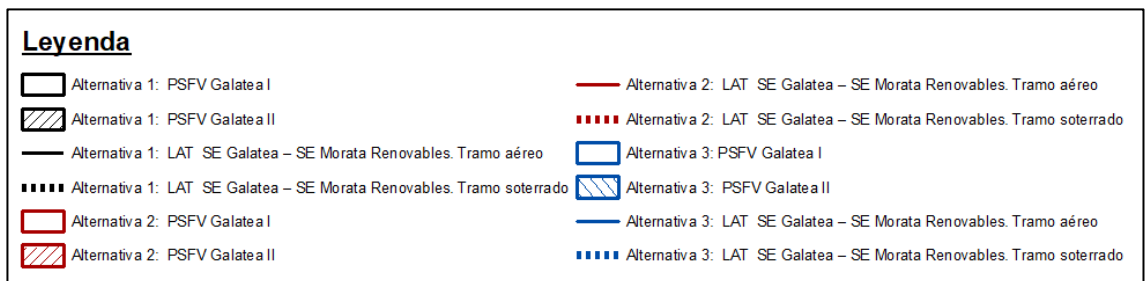 Leyenda
Alternativa 1: PSFV Galatea I
Alternativa 1: PSFV Galatea II
Alternativa 1: LAT SE Galatea – SE Morata Renovables. Tramo aéreo
Alternativa 1: LAT SE Galatea – SE Morata Renovables. Tramo soterrado
Alternativa 2: PSFV Galatea I
Alternativa 2: PSFV Galatea II
Alternativa 2: LAT SE Galatea – SE Morata Renovables. Tramo aéreo
Alternativa 2: LAT SE Galatea – SE Morata Renovables. Tramo soterrado
Alternativa 3: PSFV Galatea I
Alternativa 3: PSFV Galatea II
Alternativa 3: LAT SE Galatea – SE Morata Renovables. Tramo aéreo
Alternativa 3: LAT SE Galatea – SE Morata Renovables. Tramo soterrado